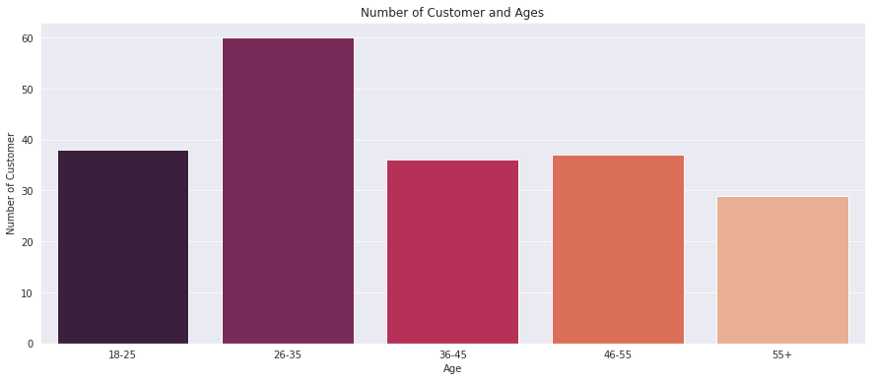 Number of Customer and Ages
60
50
40
30
20
10
0
Number of Customer
18-25 26-35 36-45 46-55 55+
Age